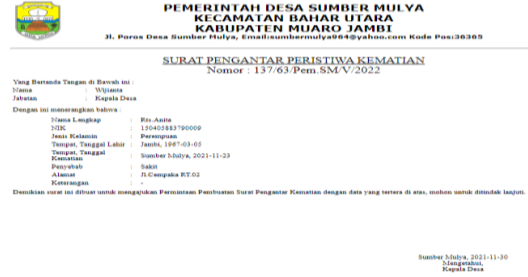 PEMERINTAH DESA SUMBER MULYA
KECAMATAN BAHAR UTARA
KABUPATEN MUARO JAMBI
Jl. Poros Desa Sumber Mulya, Email:sumbermulya964@yahoo.com Kode Pos:36365
SURAT PENGANTAR PERISTIWA KEMATIAN
Nomor : 137/63/Pem.SM/V/2022
Yang Bertanda Tangan di Bawah ini :
Nama : Wijianta
Jabatan : Kepala Desa
Dengan ini menerangkan bahwa :
Nama Lengkap : Rts.Anita
NIK : 150405883790009
Jenis Kelamin : Perempuan
Tempat, Tanggal Lahir : Jambi, 1967-03-05
Tempat, Tanggal Kematian : Sumber Mulya, 2021-11-23
Penyebab : Sakit
Alamat : Jl.Cempaka RT.02
Keterangan : -
Demikian surat ini dibuat untuk mengajukan Permintaan Pembuatan Surat Pengantar Kematian dengan data yang tertera di atas, mohon untuk ditindak lanjuti.
Sumber Mulya, 2021-11-30
Mengetahui,
Kepala Desa